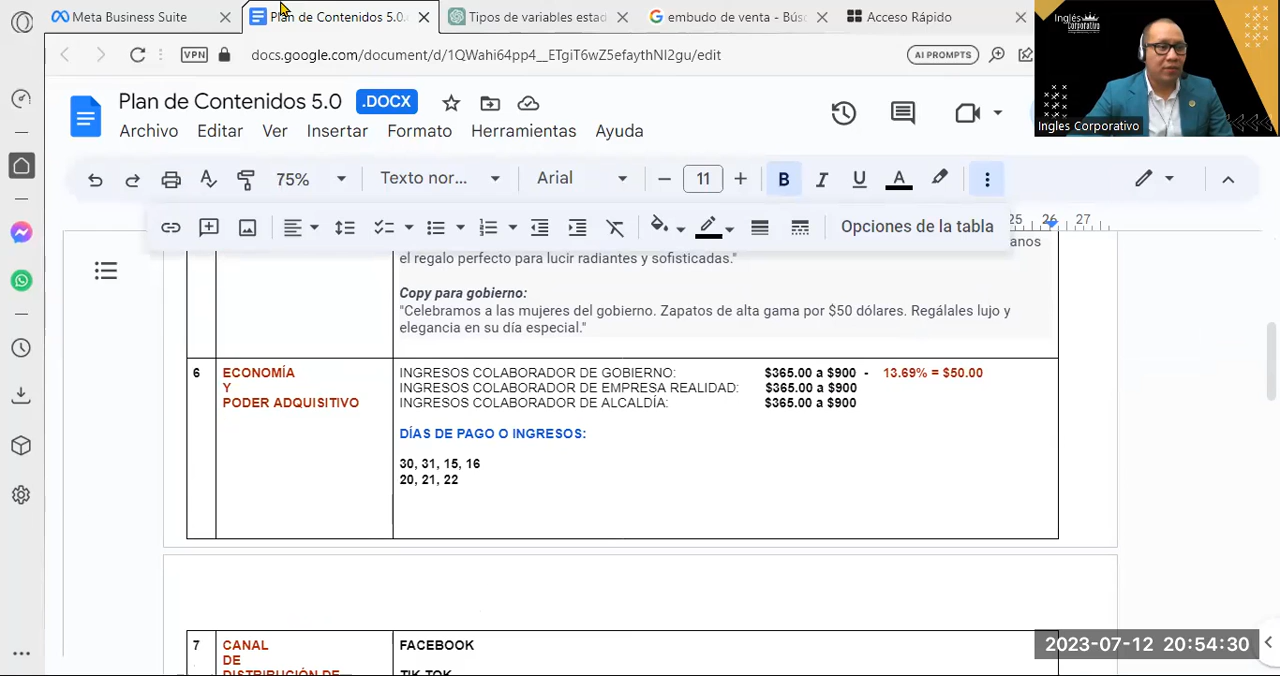 Meta Business Suite
Plan de Contenidos 5.0.
Tipos de variables estad
embudo de venta - Bús
Acceso Rápido
VPN
docs.google.com/document/d/1QWahi64pp4__ETgiT6wZ5efaythNI2gu/edit
AI PROMPTS
Inglés
Corporativo
Ingles Corporativo
Plan de Contenidos 5.0
.DOCX
Archivo Editar Ver Insertar Formato Herramientas Ayuda
75% Texto nor... Arial 11
Opciones de la tabla
25 26 27
anos
el regalo perfecto para lucir radiantes y sofisticadas."
Copy para gobierno:
"Celebramos a las mujeres del gobierno. Zapatos de alta gama por $50 dólares. Regálales lujo y
elegancia en su día especial."
6
ECONOMÍA
Y
PODER ADQUISITIVO
INGRESOS COLABORADOR DE GOBIERNO: $365.00 a $900 - 13.69% = $50.00
INGRESOS COLABORADOR DE EMPRESA REALIDAD: $365.00 a $900
INGRESOS COLABORADOR DE ALCALDÍA: $365.00 a $900
DÍAS DE PAGO O INGRESOS:
30, 31, 15, 16
20, 21, 22
7
CANAL
DE
DISTRIBUCIÓN DE
FACEBOOK
TIK TOK
2023-07-12 20:54:30